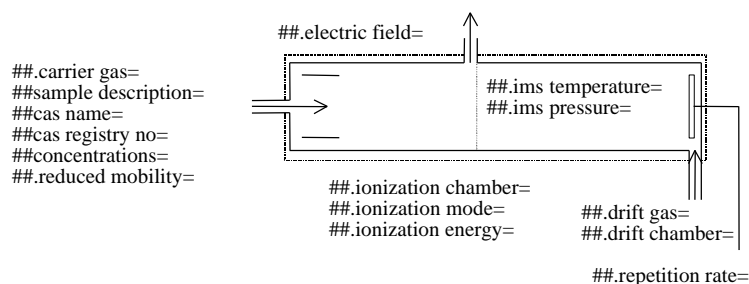 ##.electric field=
##.carrier gas=
##sample description=
##cas name=
##cas registry no=
##concentrations=
##.reduced mobility=
##.ims temperature=
##.ims pressure=
##.ionization chamber=
##.ionization mode=
##.ionization energy=
##.drift gas=
##.drift chamber=
##.repetition rate=